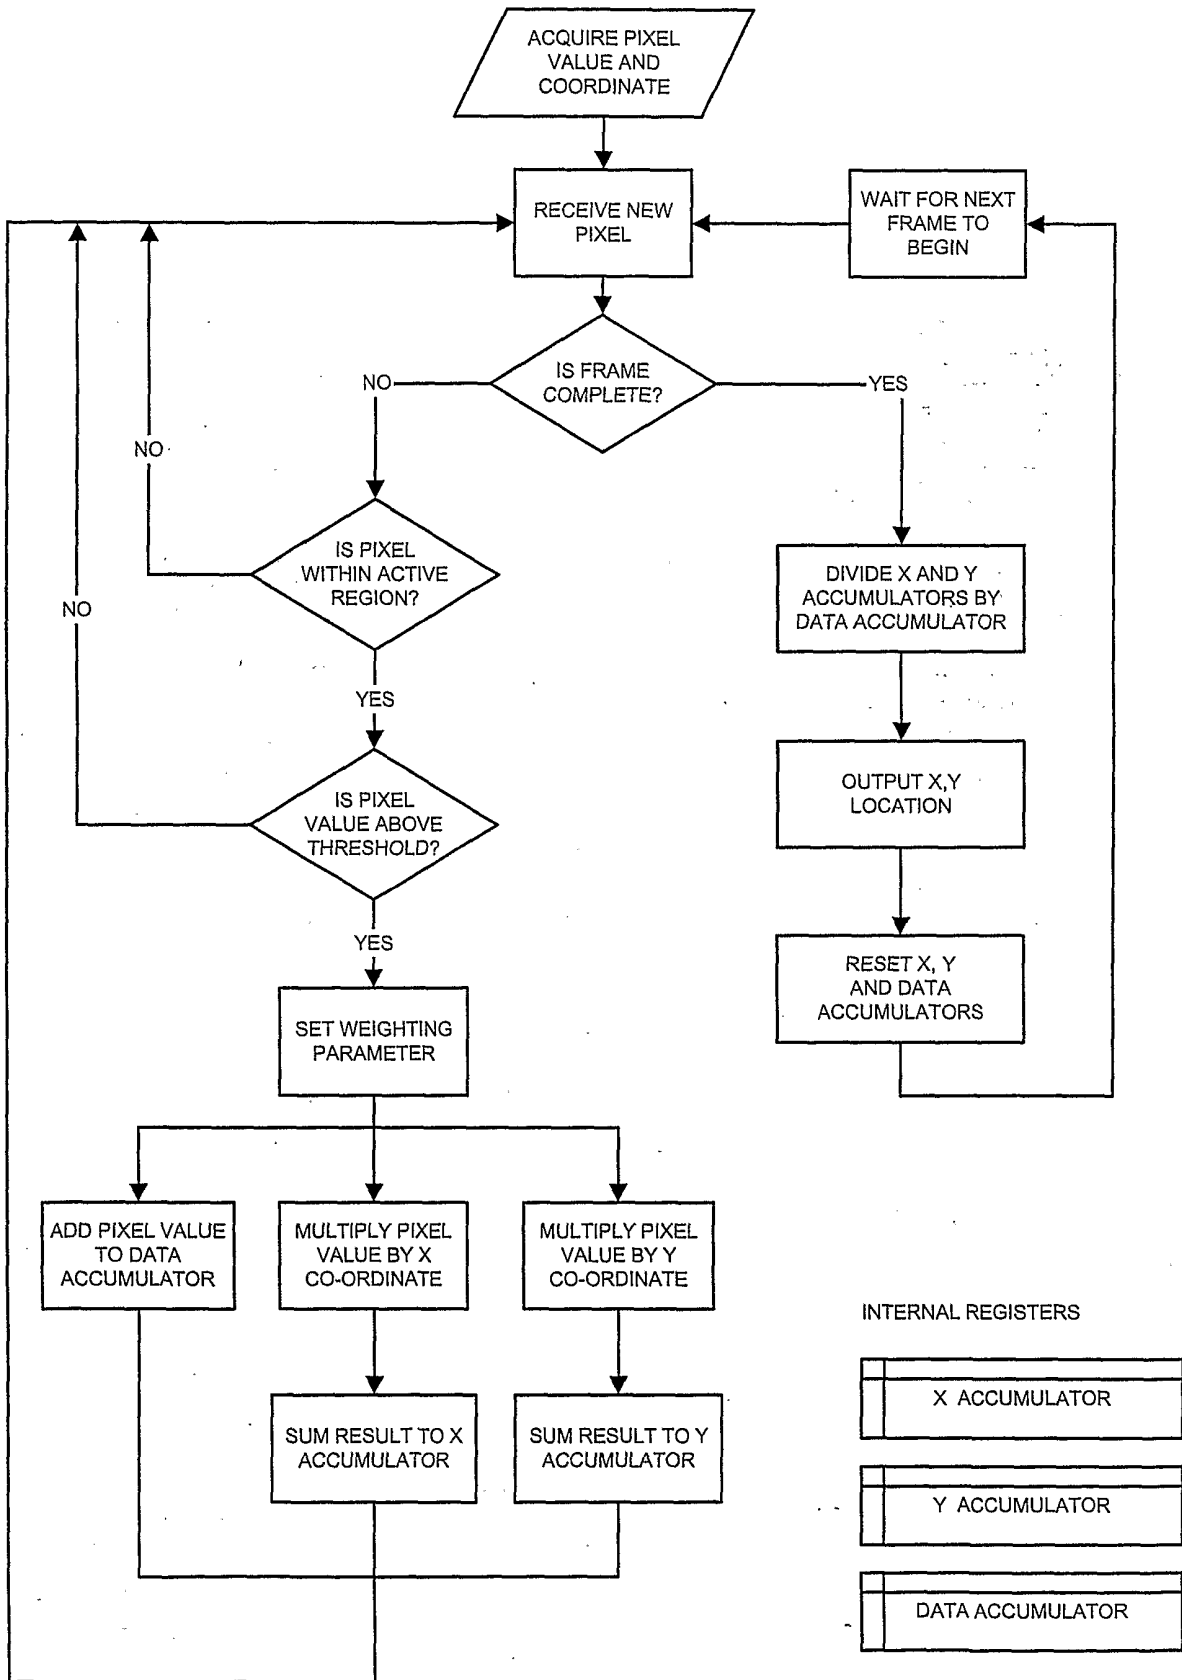 ACQUIRE PIXEL
VALUE AND
COORDINATE
RECEIVE NEW
PIXEL
WAIT FOR NEXT
FRAME TO
BEGIN
IS FRAME
COMPLETE?
NO
YES
NO
IS PIXEL
WITHIN ACTIVE
REGION?
NO
YES
DIVIDE X AND Y
ACCUMULATORS BY
DATA ACCUMULATOR
IS PIXEL
VALUE ABOVE
THRESHOLD?
OUTPUT X,Y
LOCATION
YES
RESET X, Y
AND DATA
ACCUMULATORS
SET WEIGHTING
PARAMETER
ADD PIXEL VALUE
TO DATA
ACCUMULATOR
MULTIPLY PIXEL
VALUE BY X
CO-ORDINATE
MULTIPLY PIXEL
VALUE BY Y
CO-ORDINATE
SUM RESULT TO X
ACCUMULATOR
SUM RESULT TO Y
ACCUMULATOR
INTERNAL REGISTERS
X ACCUMULATOR
Y ACCUMULATOR
DATA ACCUMULATOR